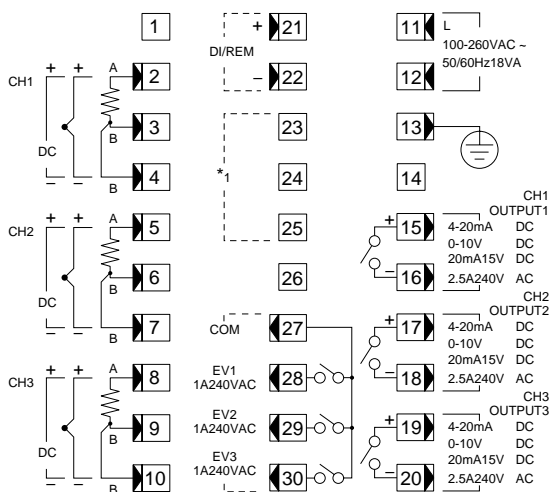 1
+ 21
DI/REM
− 22
11 L
100-260VAC ~
50/60Hz18VA
12
CH1
+ + A 2
B 3
DC
− − B 4
23
*1
24
25
13
14
CH2
+ + A 5
B 6
DC
− − B 7
26
CH1
OUTPUT1
+ 15 4-20mA DC
0-10V DC
20mA15V DC
− 16 2.5A240V AC
COM 27
CH2
OUTPUT2
+ 17 4-20mA DC
0-10V DC
20mA15V DC
− 18 2.5A240V AC
CH3
+ + A 8
B 9
DC
− − B 10
EV1
1A240VAC 28
EV2
1A240VAC 29
EV3
1A240VAC 30
CH3
OUTPUT3
+ 19 4-20mA DC
0-10V DC
20mA15V DC
− 20 2.5A240V AC